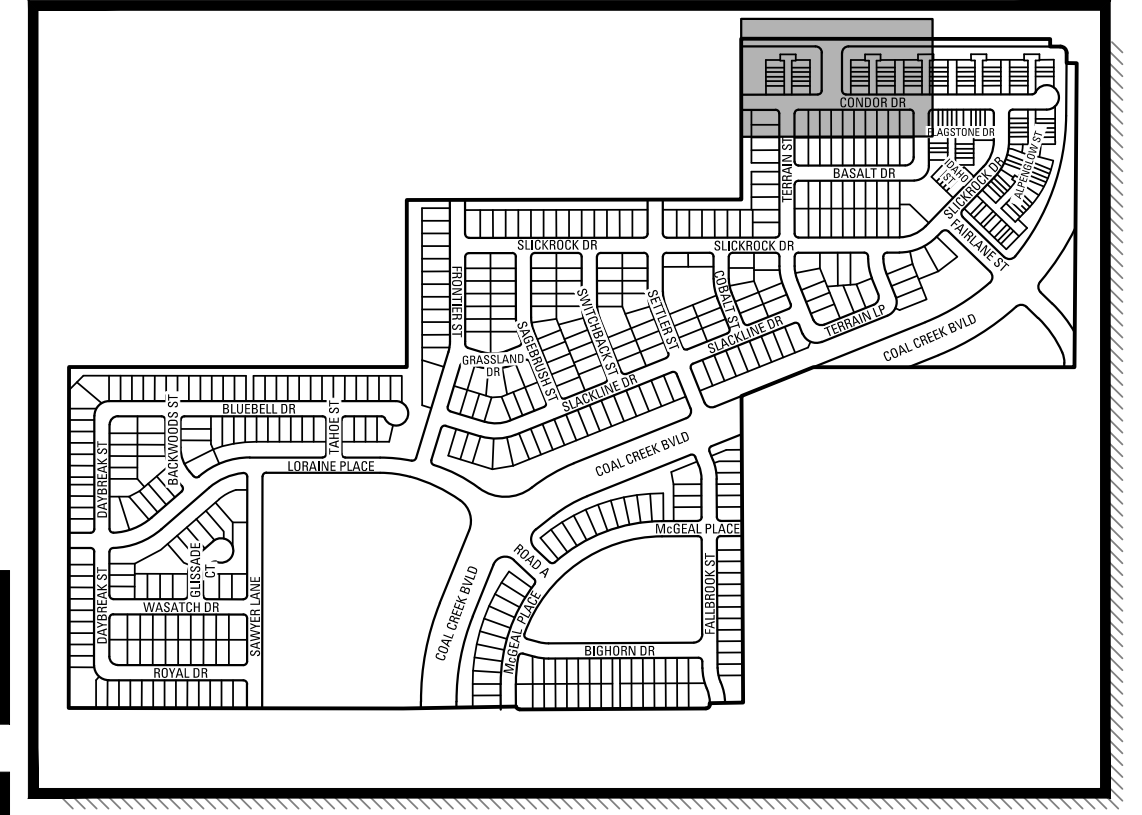 CONDOR DR
FLAGSTONE DR
TERRAIN ST
BASALT DR
IDAHO
ST
SLICKROCK DR
ALPENGLOW ST
FAIRLANE ST
SLICKROCK DR
SLICKROCK DR
FRONTIER ST
SWITCHBACK ST
SETTLER ST
COBALT ST
SAGEBRUSH ST
SLACKLINE DR
TERRAIN LP
COAL CREEK BVLD
GRASSLAND
DR
SLACKLINE DR
BLUEBELL DR
BACKWOODS ST
TAHOE ST
DAYBREAK ST
LORAINE PLACE
COAL CREEK BVLD
McGEAL PLACE
ROAD A
GLISSADE
CT
FALLBROOK ST
DAYBREAK ST
WASATCH DR
SAWYER LANE
COAL CREEK BVLD
McGEAL PLACE
BIGHORN DR
ROYAL DR